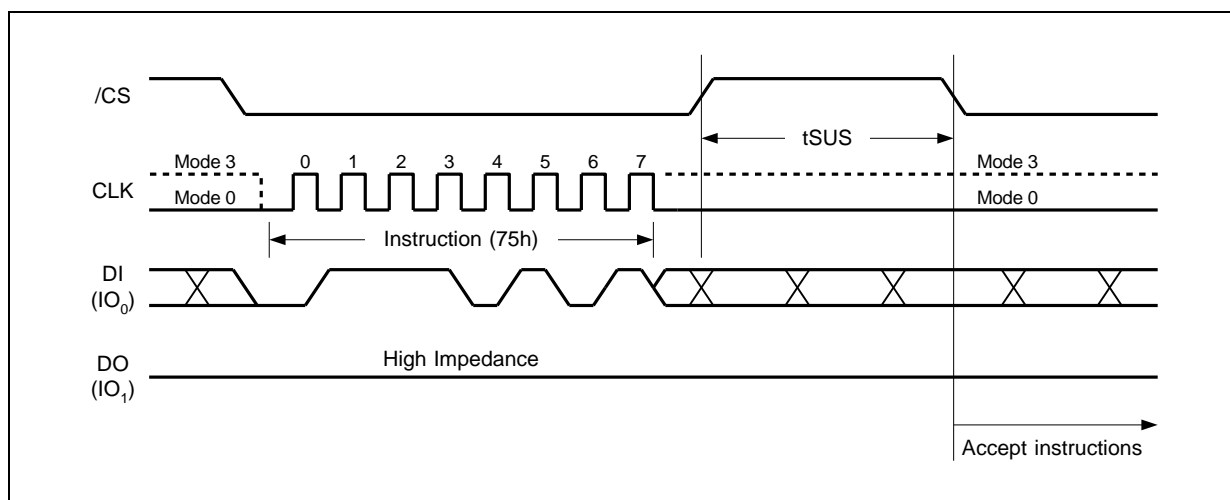 /CS
tSUS
Mode 3 0 1 2 3 4 5 6 7 Mode 3
CLK
Mode 0 Mode 0
Instruction (75h)
DI
(IO₀)
High Impedance
DO
(IO₁)
Accept instructions